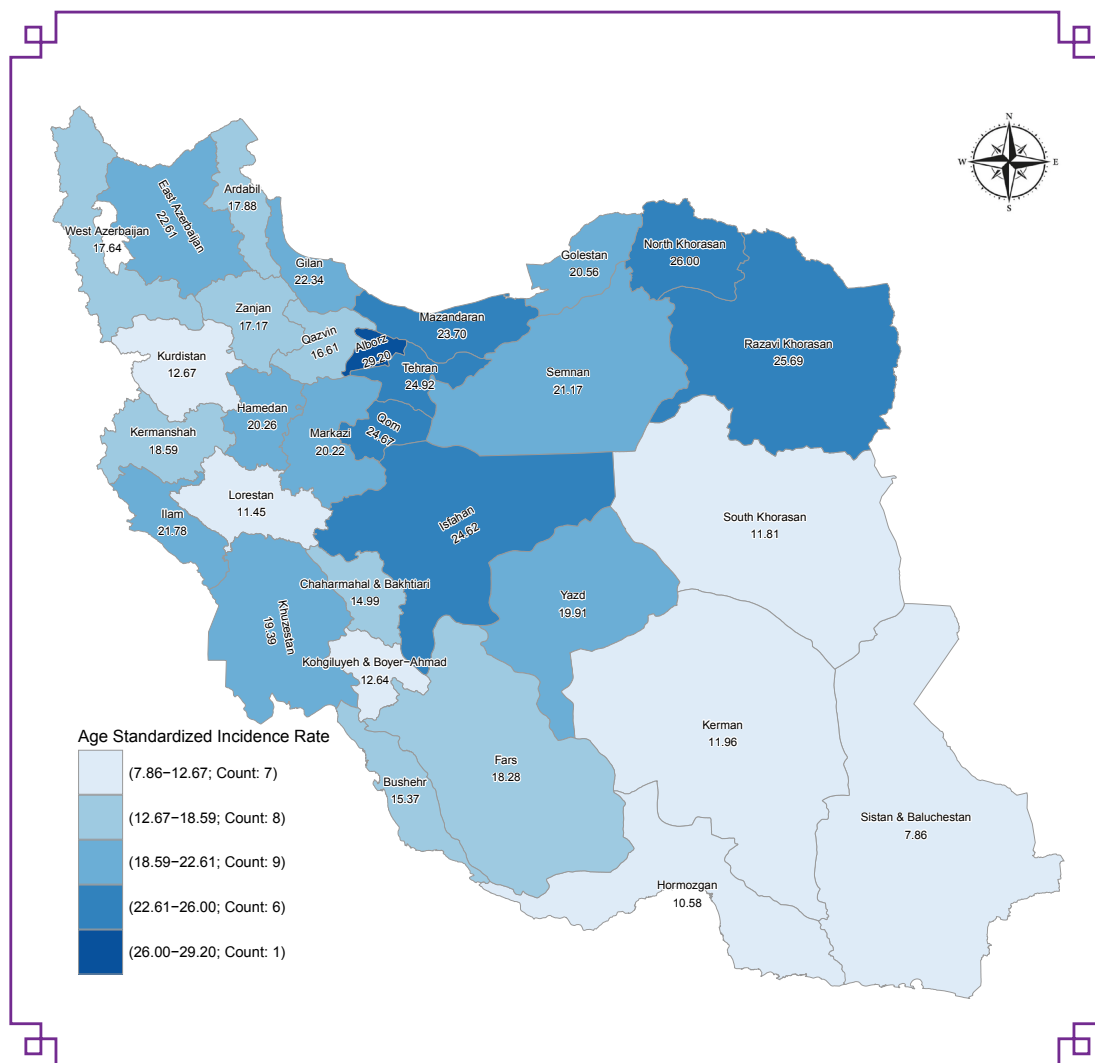 N
W
E
S
Ardabil
17.88
East Azerbaijan
22.61
West Azerbaijan
17.64
Gilan
22.34
Golestan
20.56
North Khorasan
26.00
Zanjan
17.17
Mazandaran
23.70
Qazvin
16.61
Alborz
29.20
Razavi Khorasan
25.69
Kurdistan
12.67
Tehran
24.92
Semnan
21.17
Hamedan
20.26
Qom
24.67
Kermanshah
18.59
Markazi
20.22
Lorestan
11.45
Ilam
21.78
Isfahan
24.62
South Khorasan
11.81
Chaharmahal & Bakhtiari
14.99
Yazd
19.91
Khuzestan
19.39
Kohgiluyeh & Boyer−Ahmad
12.64
Kerman
11.96
Fars
18.28
Bushehr
15.37
Sistan & Baluchestan
7.86
Hormozgan
10.58
Age Standardized Incidence Rate
(7.86−12.67; Count: 7)
(12.67−18.59; Count: 8)
(18.59−22.61; Count: 9)
(22.61−26.00; Count: 6)
(26.00−29.20; Count: 1)